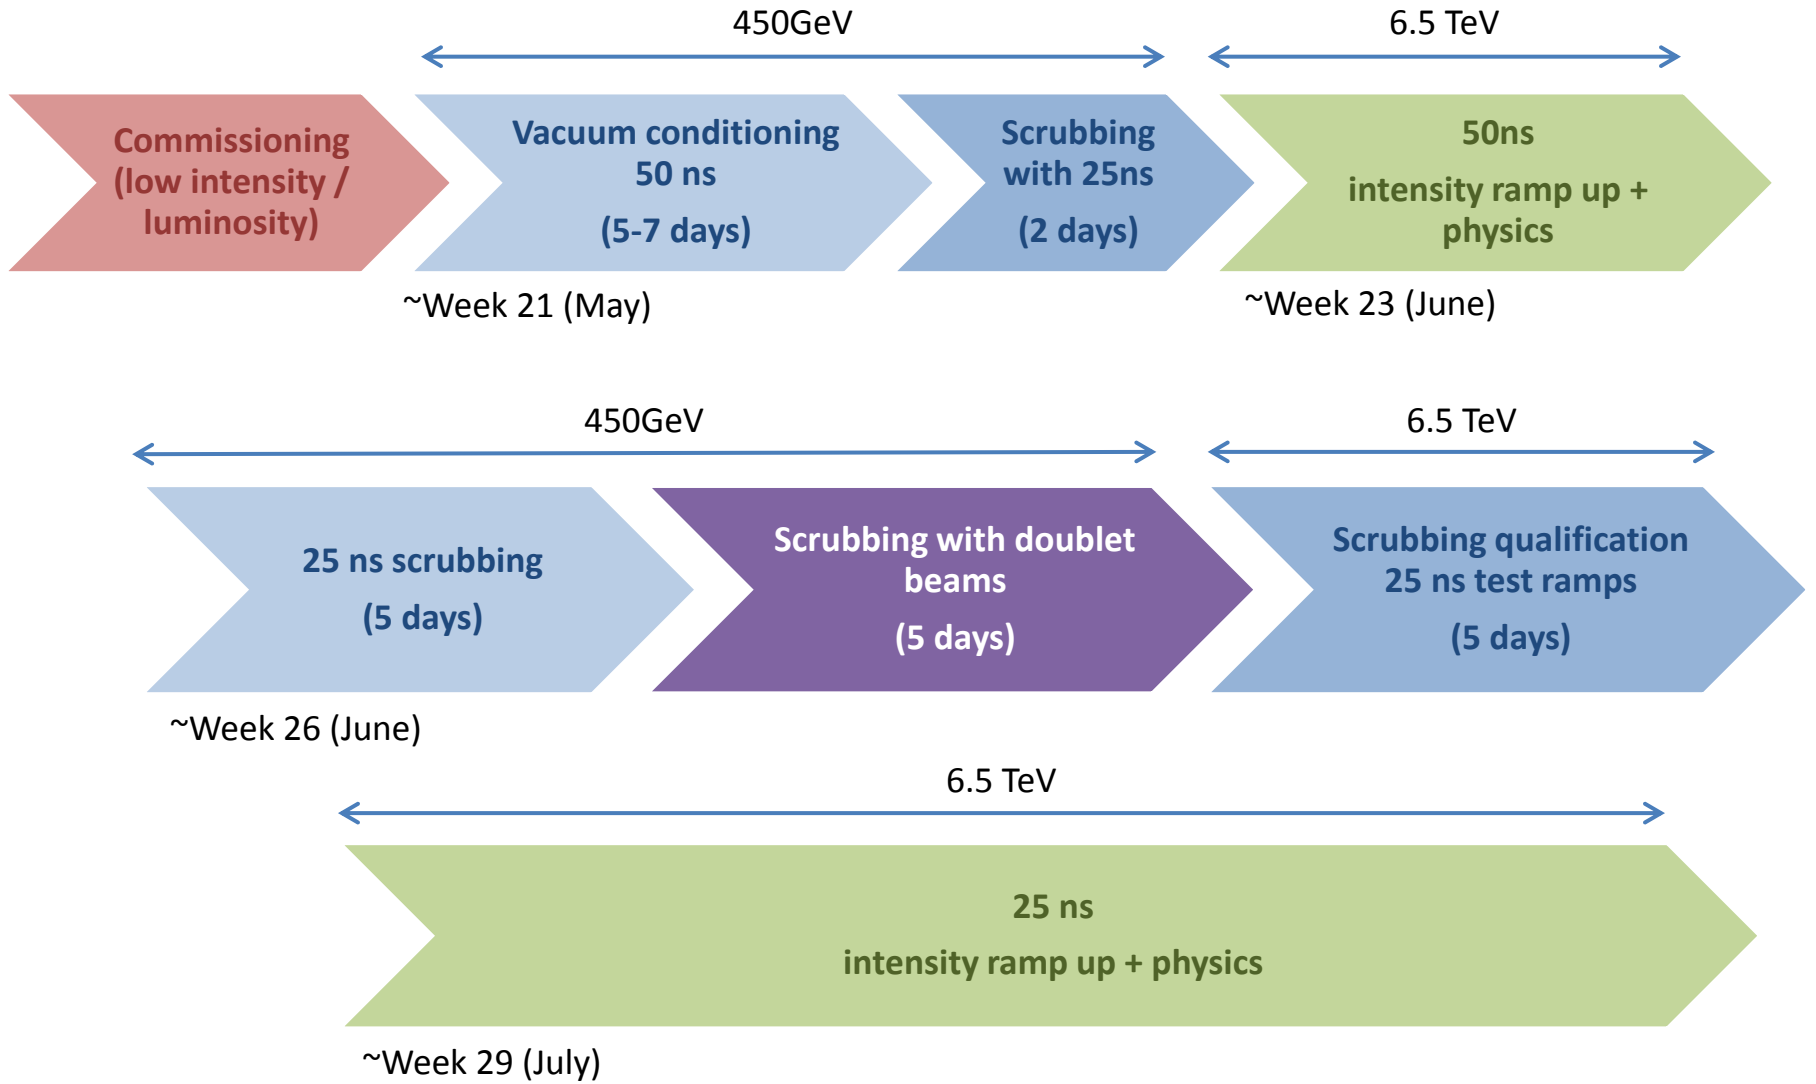 450GeV
6.5 TeV
Commissioning
(low intensity /
luminosity)
Vacuum conditioning
50 ns
(5-7 days)
Scrubbing
with 25ns
(2 days)
50ns
intensity ramp up +
physics
~Week 21 (May)
~Week 23 (June)
450GeV
6.5 TeV
25 ns scrubbing
(5 days)
Scrubbing with doublet
beams
(5 days)
Scrubbing qualification
25 ns test ramps
(5 days)
~Week 26 (June)
6.5 TeV
25 ns
intensity ramp up + physics
~Week 29 (July)